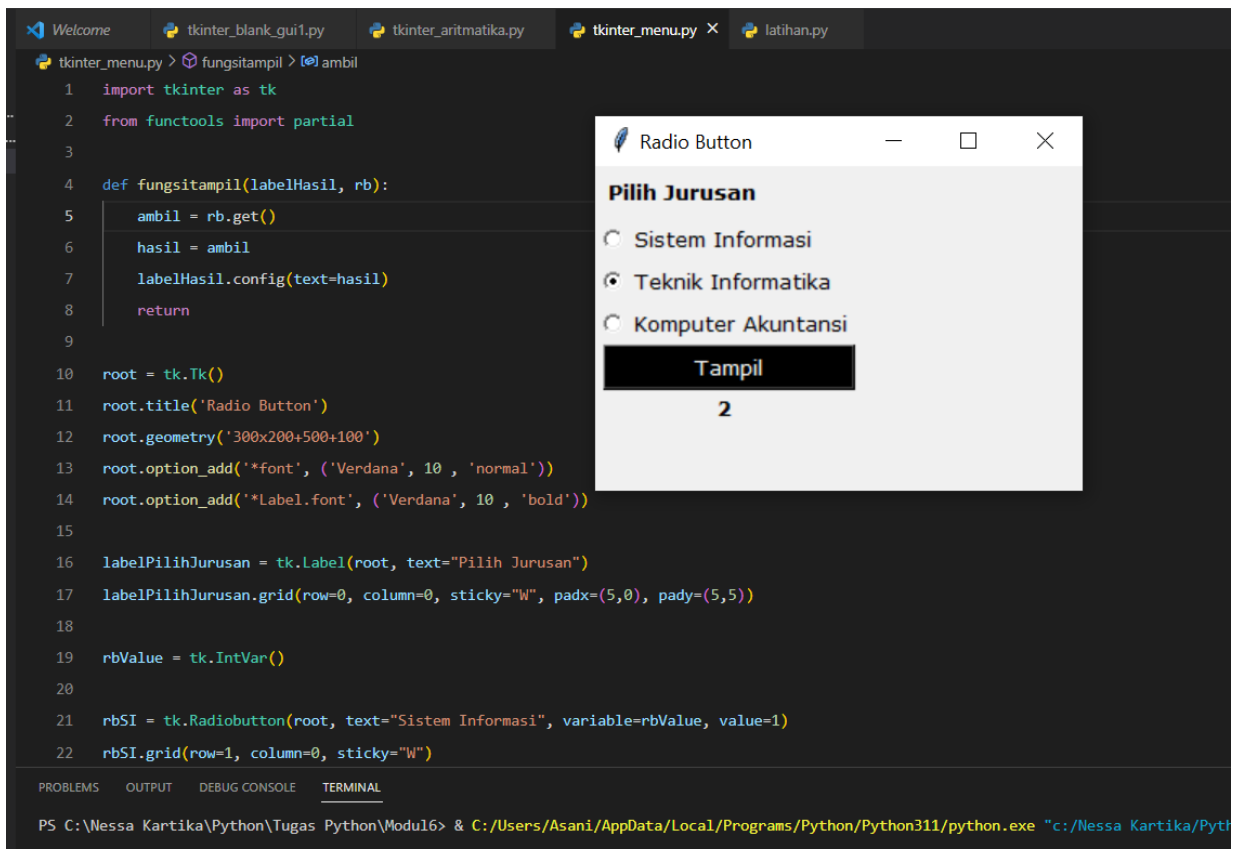 Welcome tkinter_blank_gui1.py tkinter_aritmatika.py tkinter_menu.py latihan.py
tkinter_menu.py > fungsitampil > ambil
1 import tkinter as tk
2 from functools import partial
3
4 def fungsitampil(labelHasil, rb):
5 ambil = rb.get()
6 hasil = ambil
7 labelHasil.config(text=hasil)
8 return
9
10 root = tk.Tk()
11 root.title('Radio Button')
12 root.geometry('300x200+500+100')
13 root.option_add('*font', ('Verdana', 10 , 'normal'))
14 root.option_add('*Label.font', ('Verdana', 10 , 'bold'))
15
16 labelPilihJurusan = tk.Label(root, text="Pilih Jurusan")
17 labelPilihJurusan.grid(row=0, column=0, sticky="W", padx=(5,0), pady=(5,5))
18
19 rbValue = tk.IntVar()
20
21 rbSI = tk.Radiobutton(root, text="Sistem Informasi", variable=rbValue, value=1)
22 rbSI.grid(row=1, column=0, sticky="W")
Radio Button
Pilih Jurusan
Sistem Informasi
Teknik Informatika
Komputer Akuntansi
Tampil
2
PROBLEMS OUTPUT DEBUG CONSOLE TERMINAL
PS C:\Nessa Kartika\Python\Tugas Python\Modul6> & C:/Users/Asani/AppData/Local/Programs/Python/Python311/python.exe "c:/Nessa Kartika/Pyth